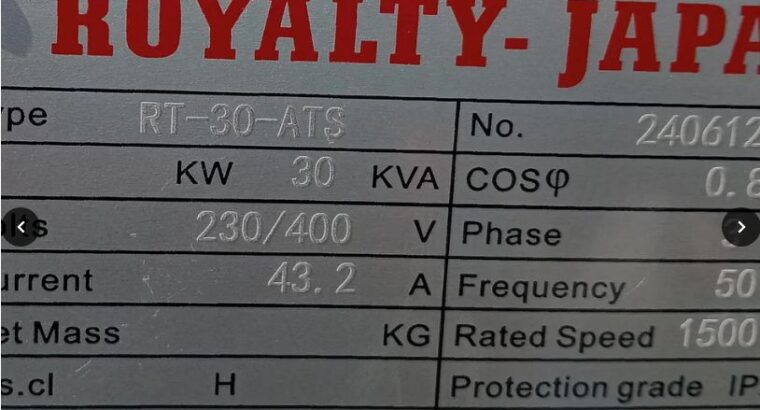 ROYALTY- JAPA
ype RT-30-ATS No. 240612
KW 30 KVA COSφ 0.8
lts 230/400 V Phase
urrent 43.2 A Frequency 50
et Mass KG Rated Speed 1500
s.cl H Protection grade IP